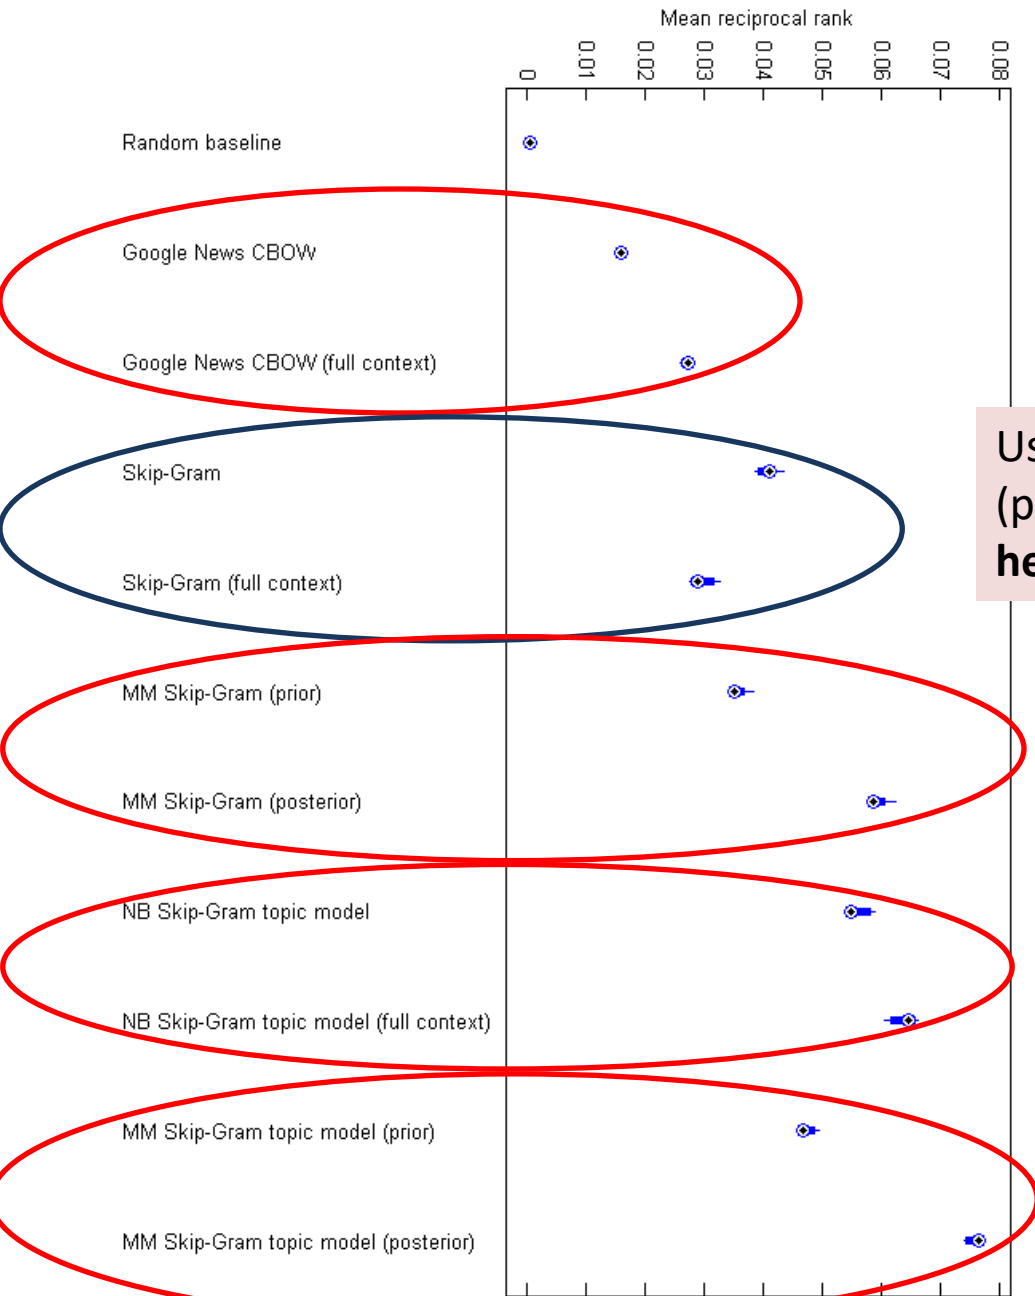 Mean reciprocal rank
0
0.01
0.02
0.03
0.04
0.05
0.06
0.07
0.08
Random baseline
Google News CBOW
Google News CBOW (full context)
Skip-Gram
Skip-Gram (full context)
MM Skip-Gram (prior)
MM Skip-Gram (posterior)
NB Skip-Gram topic model
NB Skip-Gram topic model (full context)
MM Skip-Gram topic model (prior)
MM Skip-Gram topic model (posterior)